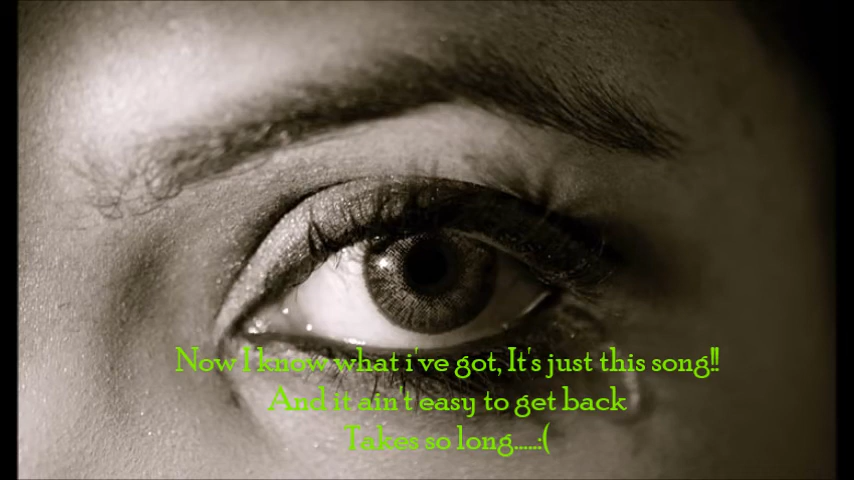 Now I know what i've got, It's just this song!!
And it ain't easy to get back
Takes so long.....:(